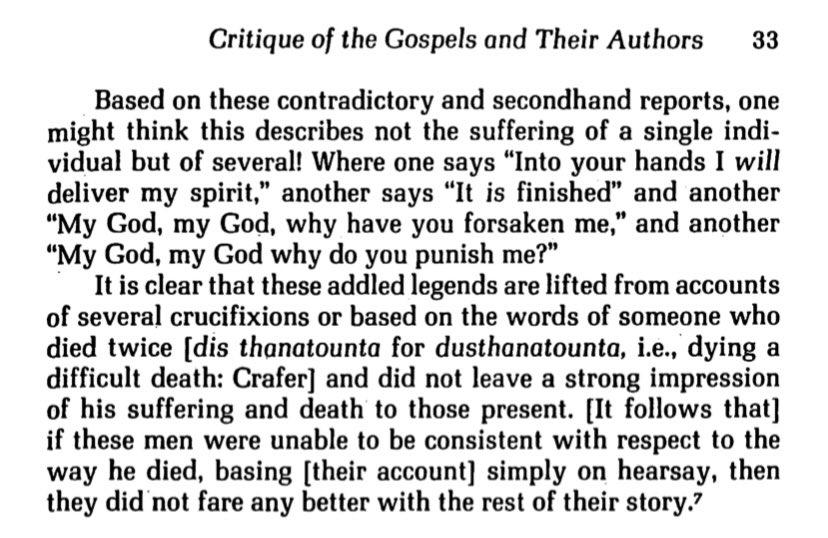 Critique of the Gospels and Their Authors 33
Based on these contradictory and secondhand reports, one
might think this describes not the suffering of a single indi-
vidual but of several! Where one says “Into your hands I will
deliver my spirit,” another says “It is finished” and another
“My God, my God, why have you forsaken me,” and another
“My God, my God why do you punish me?”
It is clear that these addled legends are lifted from accounts
of several crucifixions or based on the words of someone who
died twice [dis thanatounta for dusthanatounta, i.e., dying a
difficult death: Crafer] and did not leave a strong impression
of his suffering and death to those present. [It follows that]
if these men were unable to be consistent with respect to the
way he died, basing [their account] simply on hearsay, then
they did not fare any better with the rest of their story.⁷